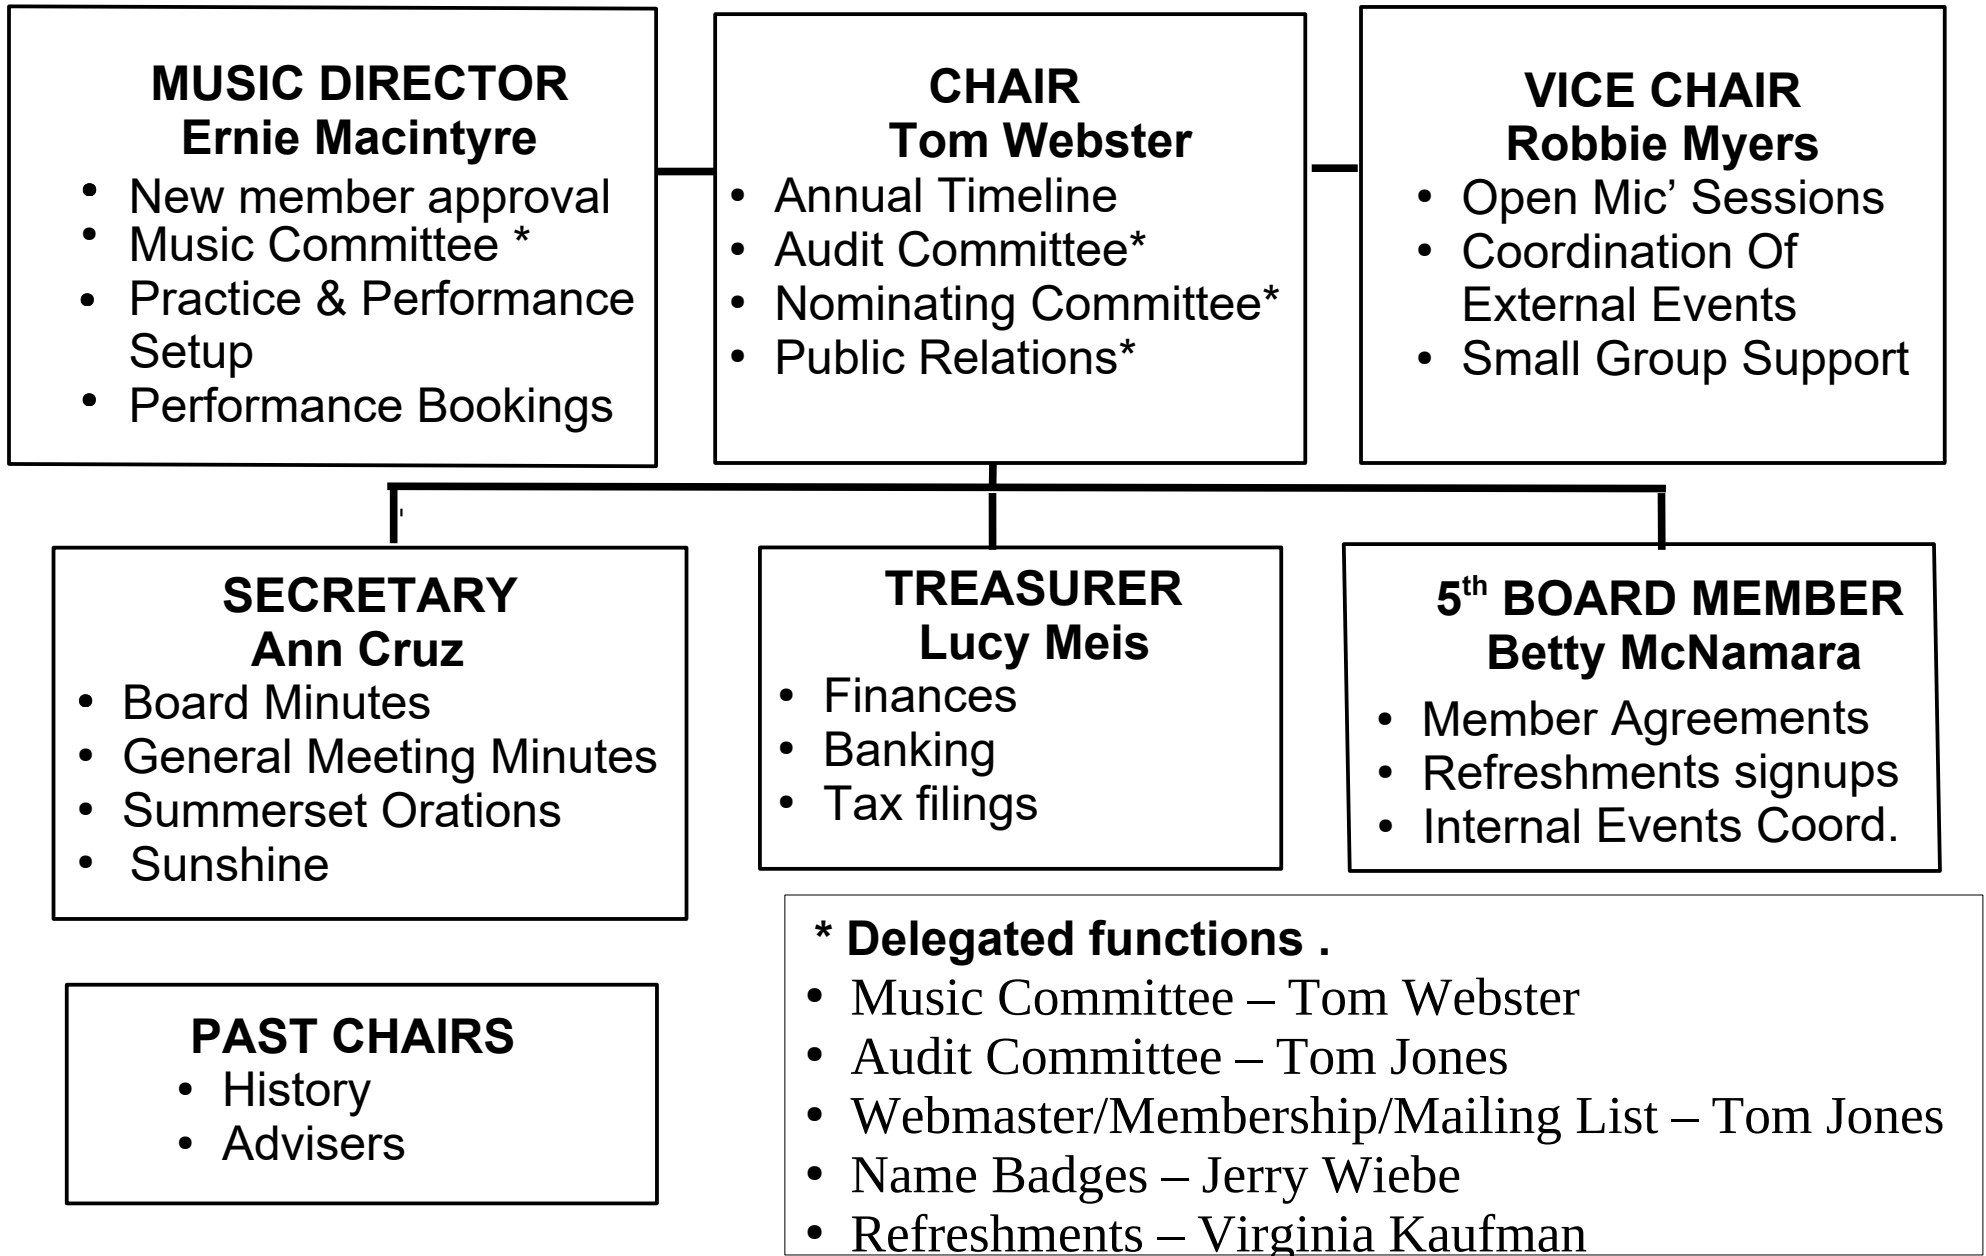 MUSIC DIRECTOR
Ernie Macintyre
• New member approval
• Music Committee *
• Practice & Performance
Setup
• Performance Bookings
CHAIR
Tom Webster
• Annual Timeline
• Audit Committee*
• Nominating Committee*
• Public Relations*
VICE CHAIR
Robbie Myers
• Open Mic’ Sessions
• Coordination Of
External Events
• Small Group Support
'
SECRETARY
Ann Cruz
• Board Minutes
• General Meeting Minutes
• Summerset Orations
• Sunshine
TREASURER
Lucy Meis
• Finances
• Banking
• Tax filings
5th BOARD MEMBER
Betty McNamara
• Member Agreements
• Refreshments signups
• Internal Events Coord.
PAST CHAIRS
• History
• Advisers
* Delegated functions .
• Music Committee – Tom Webster
• Audit Committee – Tom Jones
• Webmaster/Membership/Mailing List – Tom Jones
• Name Badges – Jerry Wiebe
• Refreshments – Virginia Kaufman